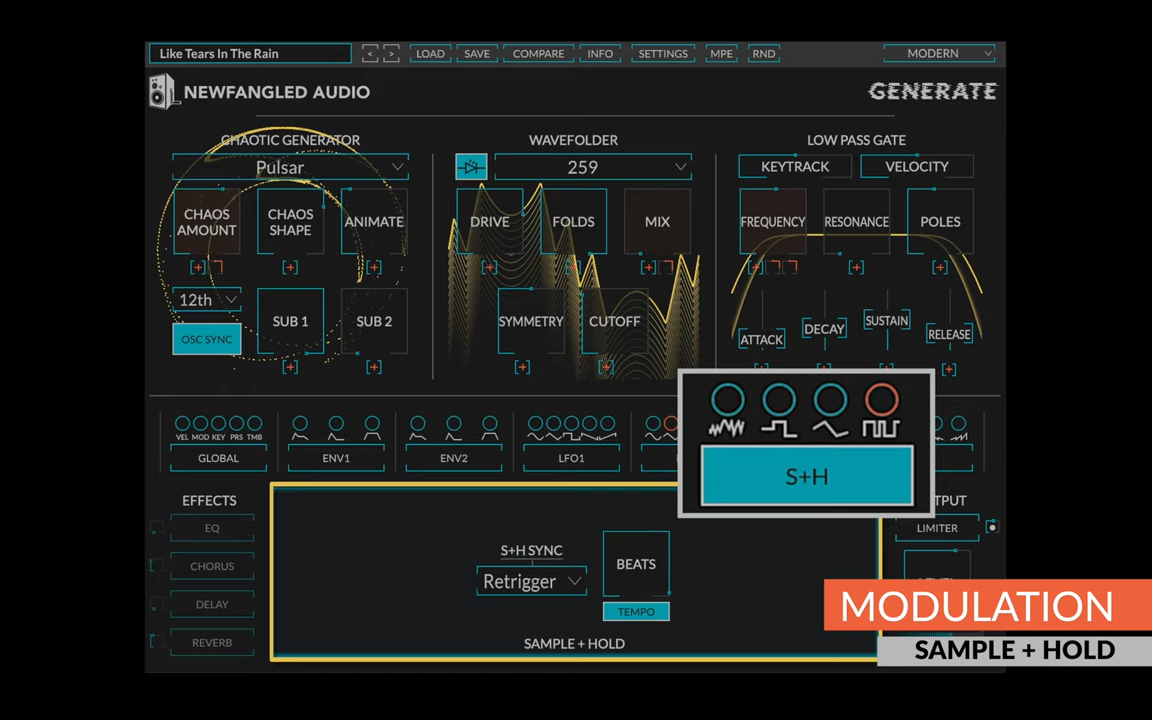 Like Tears In The Rain < > LOAD SAVE COMPARE INFO SETTINGS MPE RND MODERN
NEWFANGLED AUDIO GENERATE
CHAOTIC GENERATOR WAVEFOLDER LOW PASS GATE
Pulsar 259 KEYTRACK VELOCITY
CHAOS AMOUNT CHAOS SHAPE ANIMATE DRIVE FOLDS MIX FREQUENCY RESONANCE POLES
12th OSC SYNC SUB 1 SUB 2 SYMMETRY CUTOFF ATTACK DECAY SUSTAIN RELEASE
VEL MOD KEY PRS TMB
GLOBAL ENV1 ENV2 LFO1
S+H
EFFECTS
EQ LIMITER
CHORUS
DELAY
REVERB
S+H SYNC
Retrigger BEATS
TEMPO
SAMPLE + HOLD
MODULATION
SAMPLE + HOLD